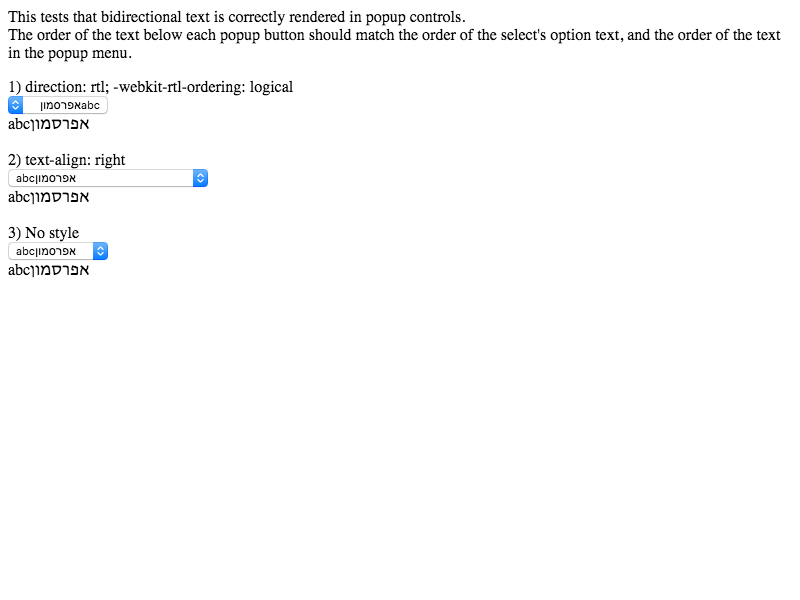 This tests that bidirectional text is correctly rendered in popup controls.
The order of the text below each popup button should match the order of the select's option text, and the order of the text
in the popup menu.
1) direction: rtl; -webkit-rtl-ordering: logical
abcאפרסמון
abcאפרסמון
2) text-align: right
abcאפרסמון
abcאפרסמון
3) No style
abcאפרסמון
abcאפרסמון